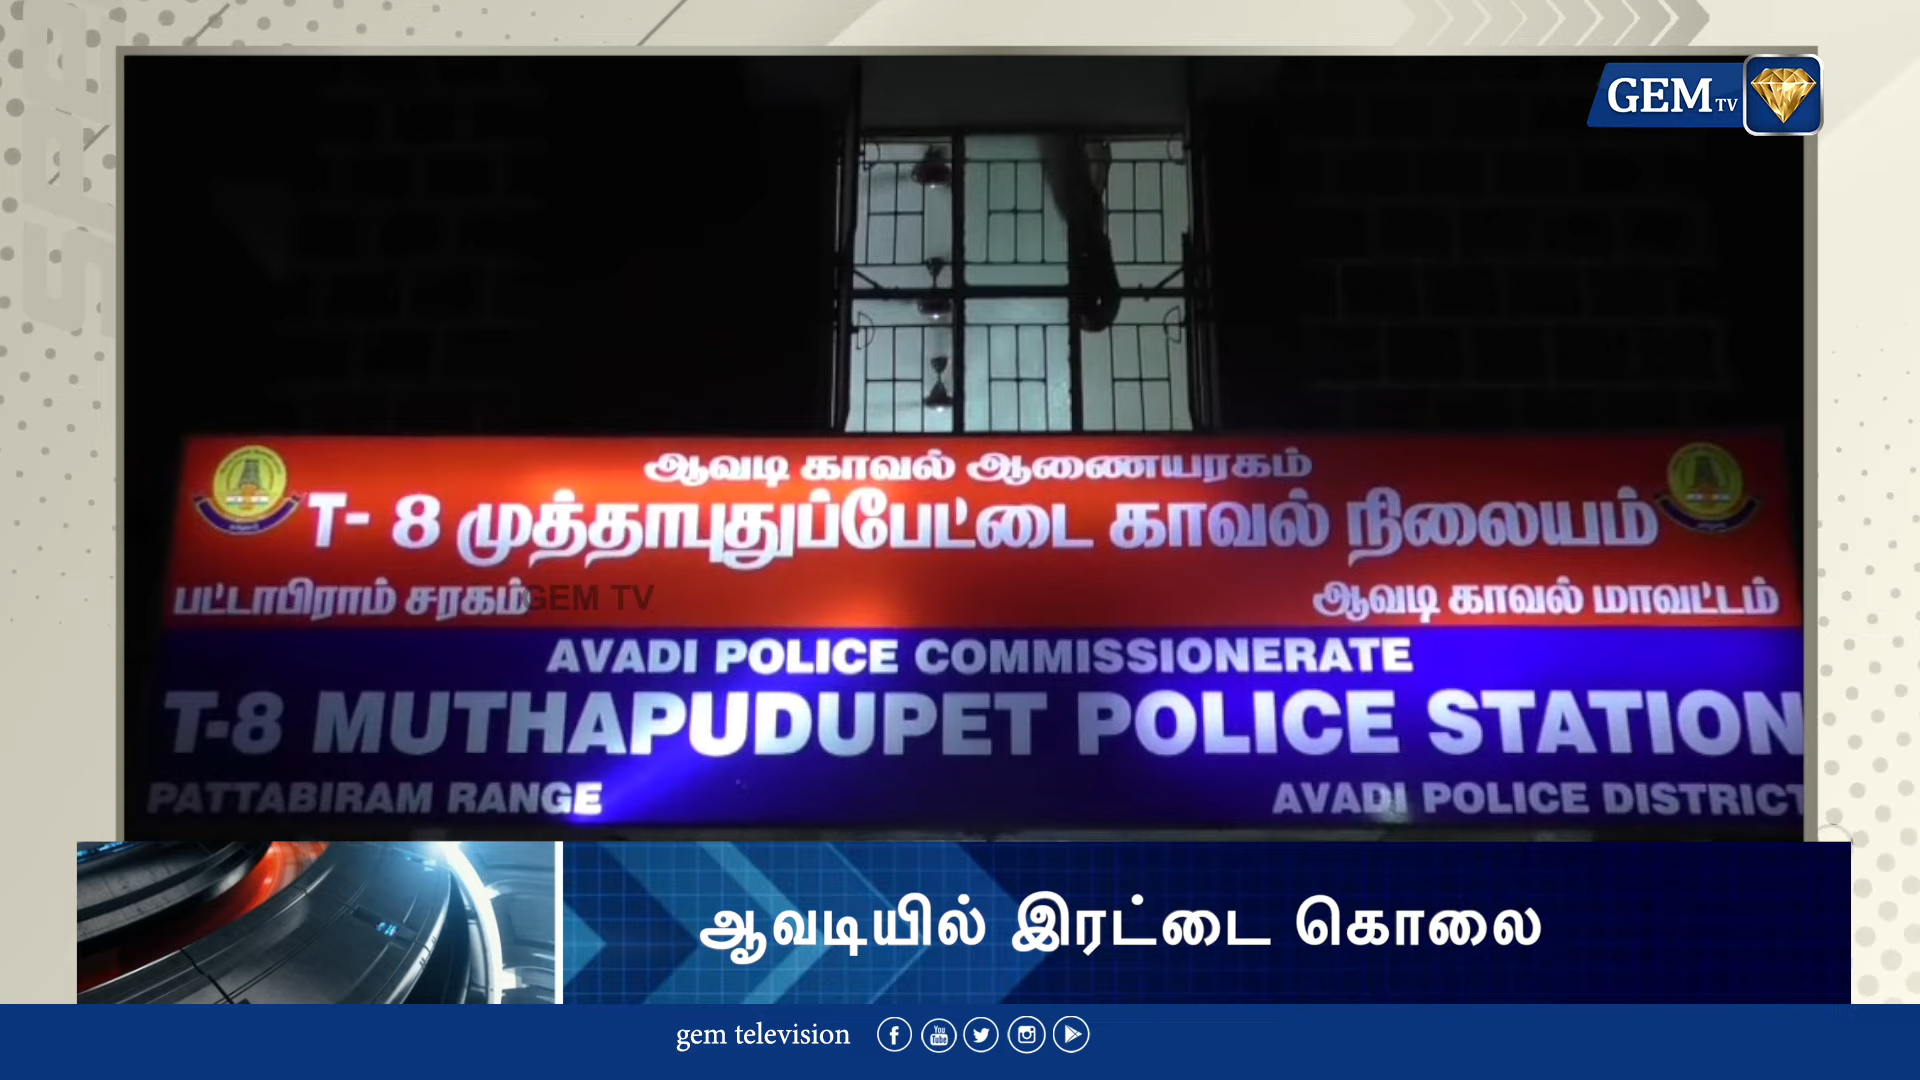 GEM TV
ஆவடி காவல் ஆணையரகம்
T- 8 முத்தாபுதுப்பேட்டை காவல் நிலையம்
பட்டாபிராம் சரகம்
GEM TV
ஆவடி காவல் மாவட்டம்
AVADI POLICE COMMISSIONERATE
T-8 MUTHAPUDUPET POLICE STATION
PATTABIRAM RANGE
AVADI POLICE DISTRICT
ஆவடியில் இரட்டை கொலை
gem television